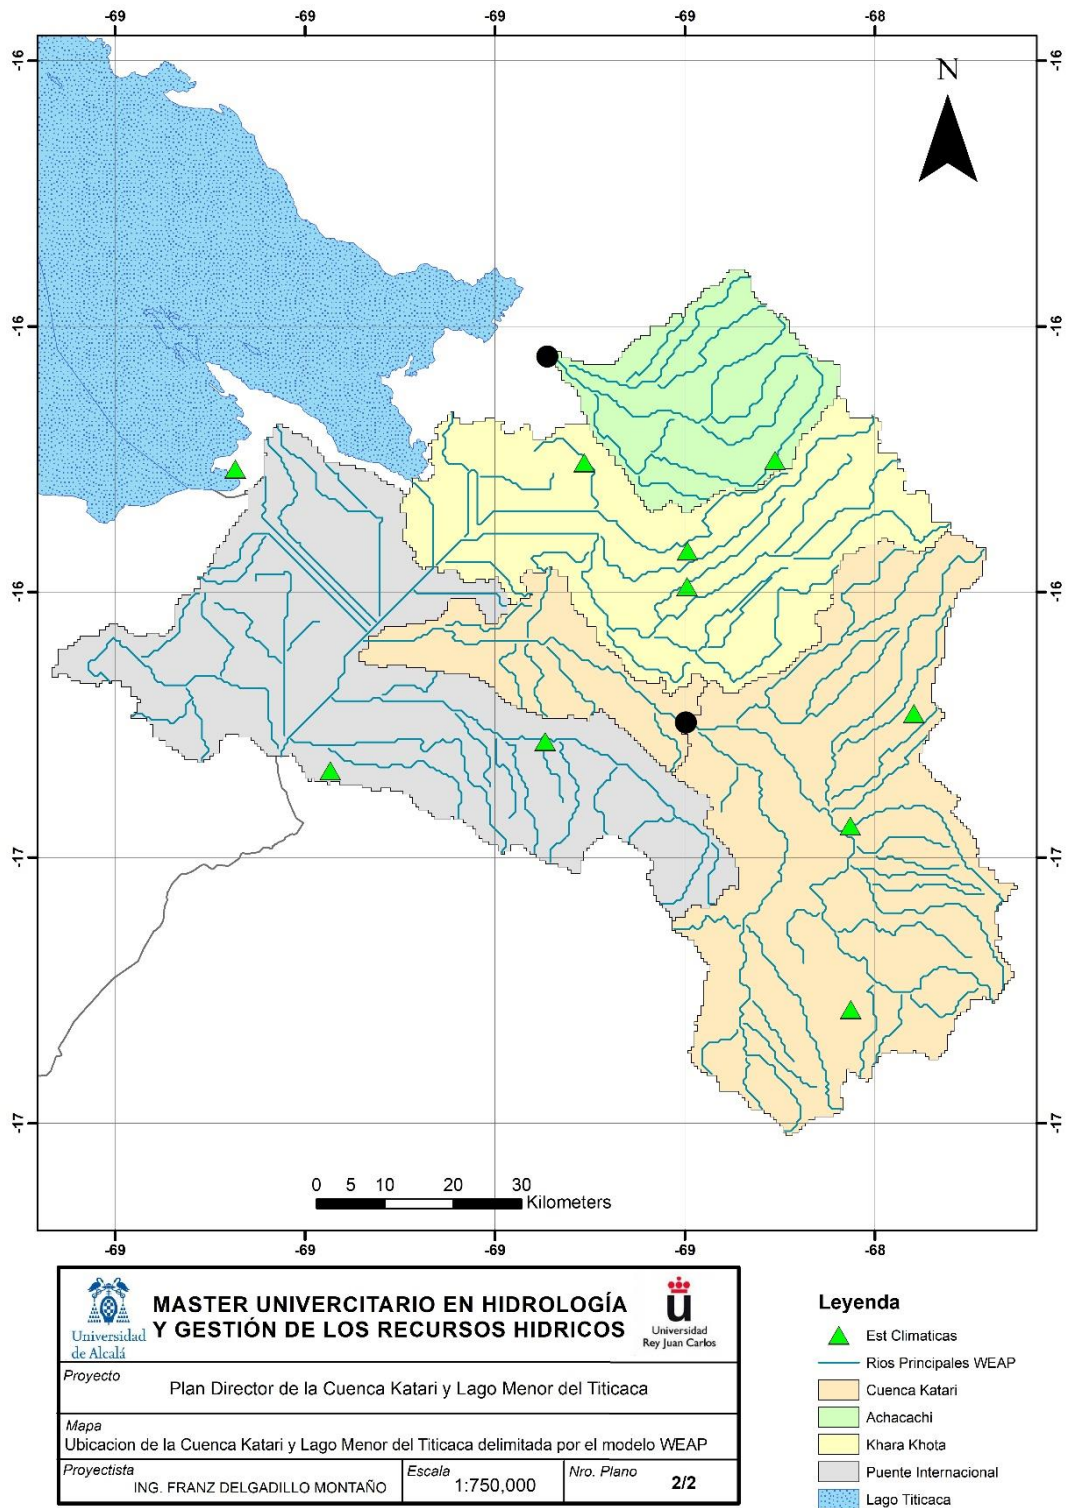 -69 -69 -69 -69 -68
-16 -16
N
-16 -16
-16 -16
-17 -17
-17 -17
0 5 10 20 30
Kilometers
-69 -69 -69 -69 -68
Universidad
de Alcalá
MASTER UNIVERCITARIO EN HIDROLOGÍA
Y GESTIÓN DE LOS RECURSOS HIDRICOS
ü
Universidad
Rey Juan Carlos
Proyecto
Plan Director de la Cuenca Katari y Lago Menor del Titicaca
Mapa
Ubicacion de la Cuenca Katari y Lago Menor del Titicaca delimitada por el modelo WEAP
Proyectista
ING. FRANZ DELGADILLO MONTAÑO
Escala
1:750,000
Nro. Plano
2/2
Leyenda
Est Climaticas
Rios Principales WEAP
Cuenca Katari
Achacachi
Khara Khota
Puente Internacional
Lago Titicaca